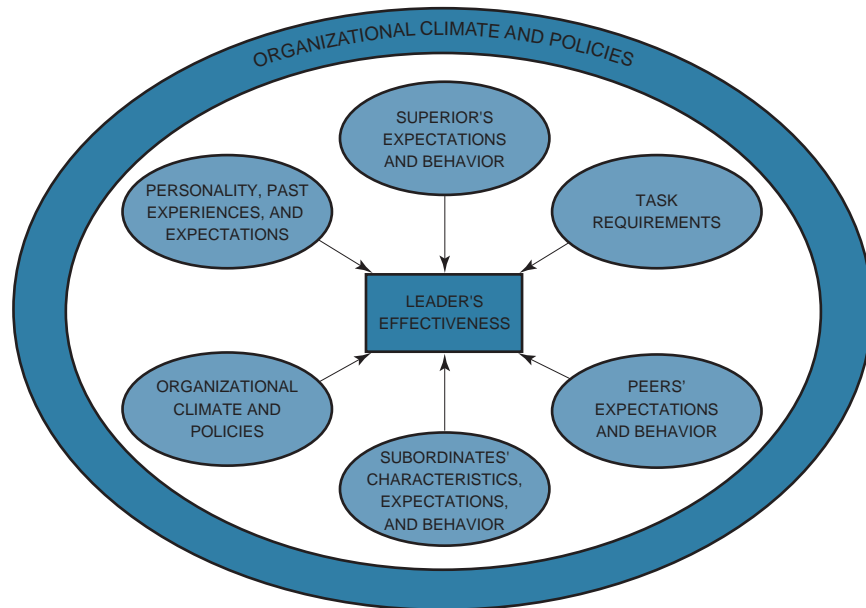 ORGANIZATIONAL CLIMATE AND POLICIES
SUPERIOR’S
EXPECTATIONS
AND BEHAVIOR
PERSONALITY, PAST
EXPERIENCES, AND
EXPECTATIONS
TASK
REQUIREMENTS
LEADER’S
EFFECTIVENESS
ORGANIZATIONAL
CLIMATE AND
POLICIES
PEERS’
EXPECTATIONS
AND BEHAVIOR
SUBORDINATES’
CHARACTERISTICS,
EXPECTATIONS,
AND BEHAVIOR